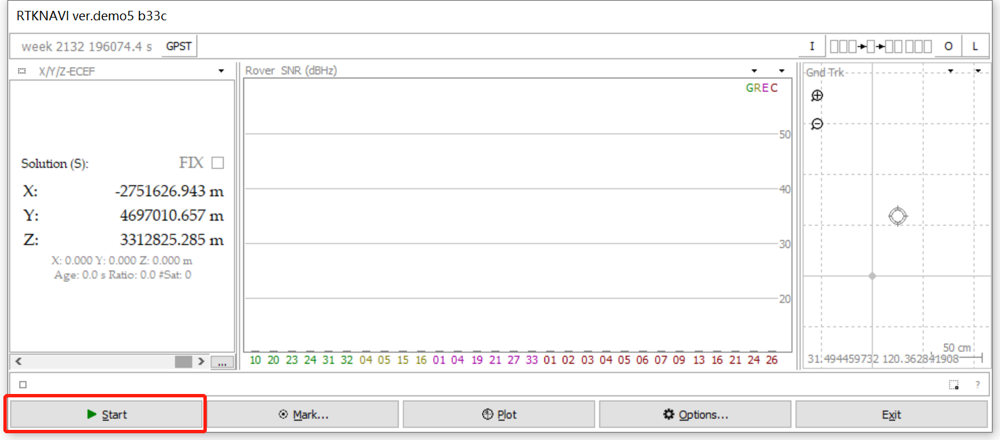 RTKNAVI ver.demo5 b33c
week 2132 196074.4 s GPST I O L
X/Y/Z-ECEF
Rover SNR (dBHz)
Gnd Trk
GREC
50
40
30
20
Solution (S): FIX
X: -2751626.943 m
Y: 4697010.657 m
Z: 3312825.285 m
X: 0.000 Y: 0.000 Z: 0.000 m
Age: 0.0 s Ratio: 0.0 #Sat: 0
...
10 20 23 24 31 32 04 05 15 16 01 04 19 21 27 33 01 02 03 04 05 06 07 09 13 16 21 24 26
50 cm
31.494459732 120.362841908
?
Start Mark... Plot Options... Exit